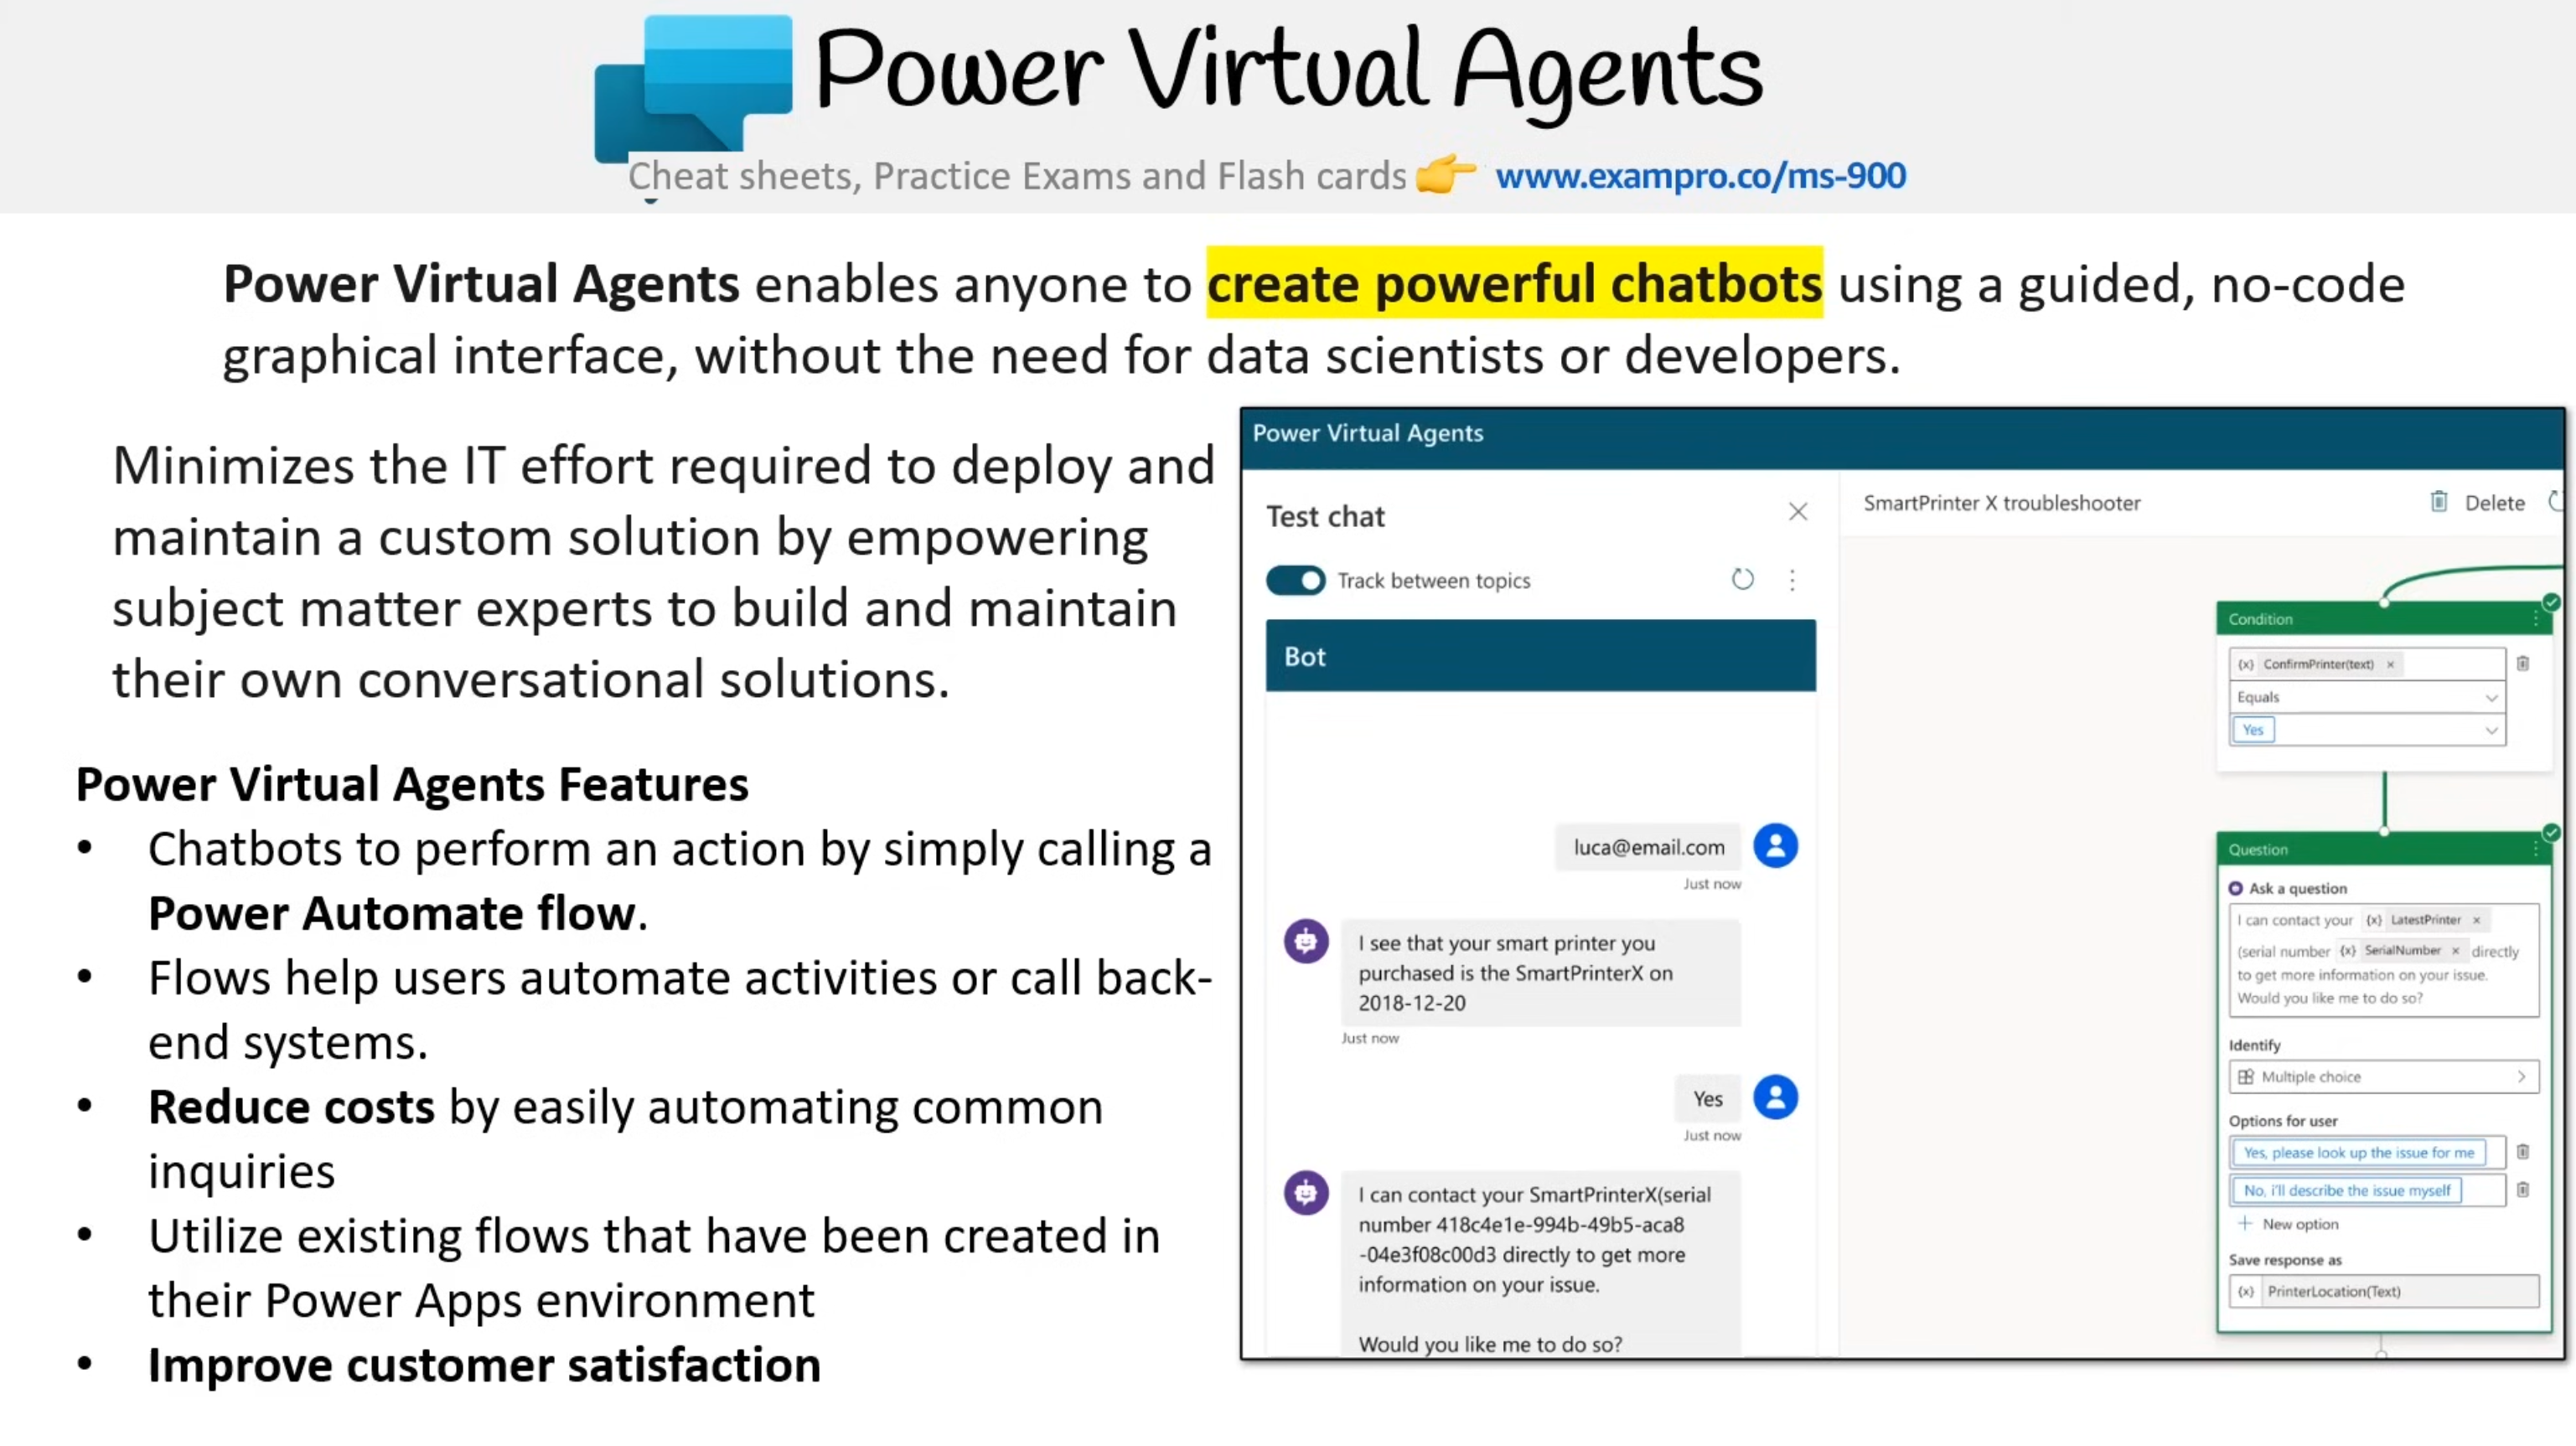 Power Virtual Agents
Cheat sheets, Practice Exams and Flash cards www.exampro.co/ms-900
Power Virtual Agents enables anyone to create powerful chatbots using a guided, no-code
graphical interface, without the need for data scientists or developers.
Minimizes the IT effort required to deploy and
maintain a custom solution by empowering
subject matter experts to build and maintain
their own conversational solutions.
Power Virtual Agents Features
• Chatbots to perform an action by simply calling a
Power Automate flow.
• Flows help users automate activities or call back-
end systems.
• Reduce costs by easily automating common
inquiries
• Utilize existing flows that have been created in
their Power Apps environment
• Improve customer satisfaction
Power Virtual Agents
Test chat
Track between topics
Bot
luca@email.com
Just now
I see that your smart printer you
purchased is the SmartPrinterX on
2018-12-20
Just now
Yes
Just now
I can contact your SmartPrinterX(serial
number 418c4e1e-994b-49b5-aca8
-04e3f08c00d3 directly to get more
information on your issue.
Would you like me to do so?
SmartPrinter X troubleshooter
Delete
Condition
{x} ConfirmPrinter(text) ×
Equals
Yes
Question
Ask a question
I can contact your {x} LatestPrinter ×
(serial number {x} SerialNumber × directly
to get more information on your issue.
Would you like me to do so?
Identify
Multiple choice
Options for user
Yes, please look up the issue for me
No, i'll describe the issue myself
+ New option
Save response as
{x} PrinterLocation(Text)